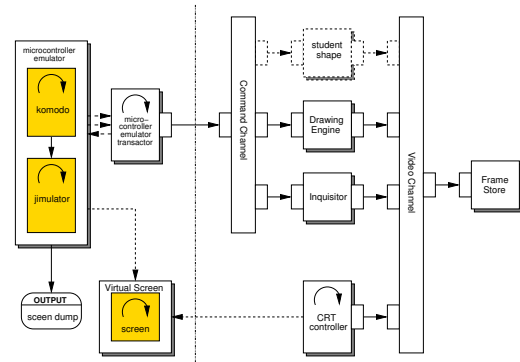 microcontroller
emulator
komodo
jimulator
micro-
controller
emulator
transactor
Command Channel
student
shape
Drawing
Engine
Inquisitor
Video Channel
Frame
Store
Virtual Screen
screen
CRT
controller
OUTPUT
sceen dump